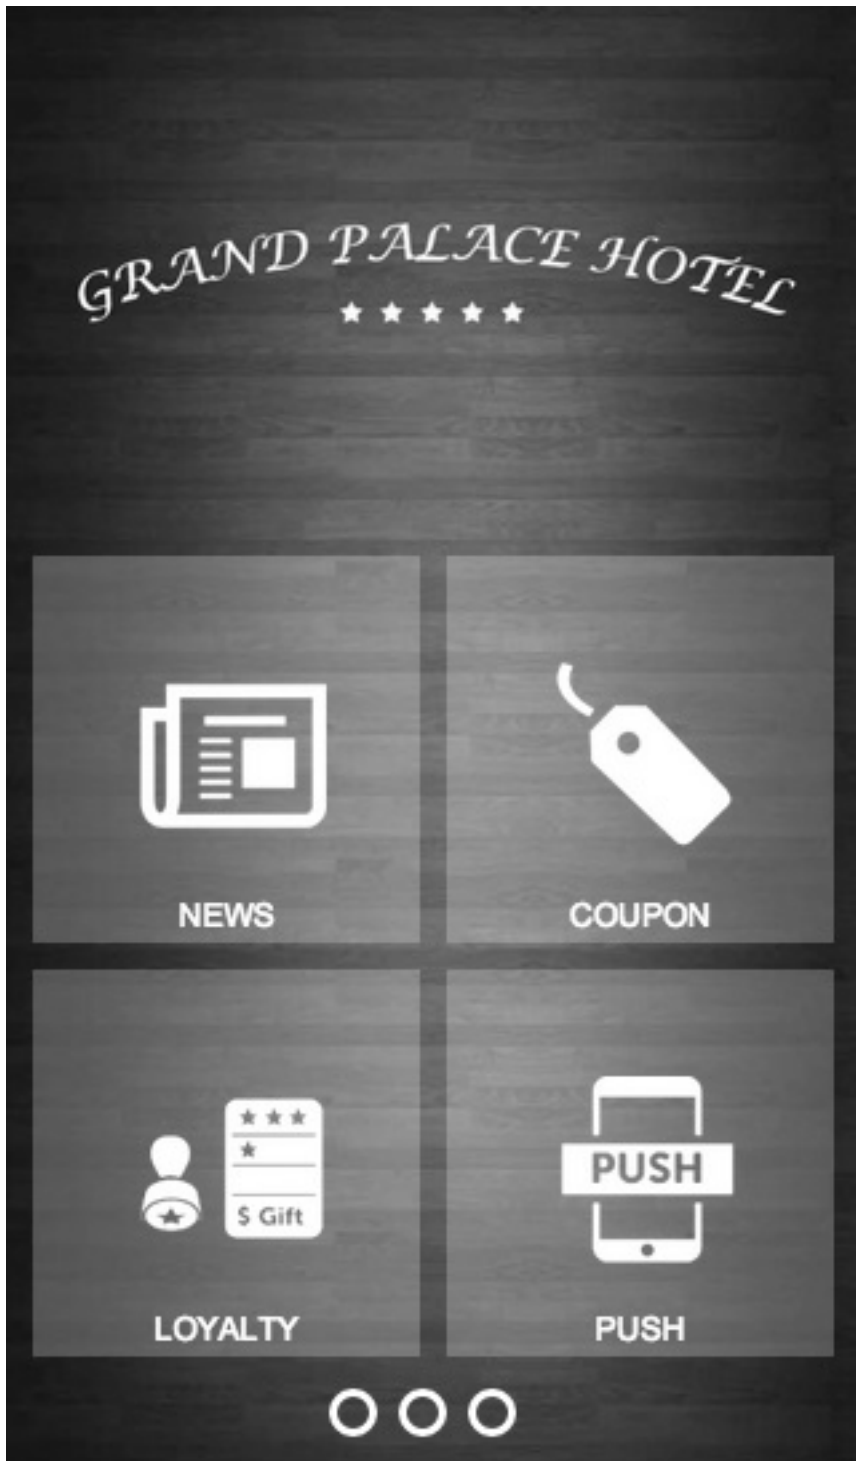 GRAND PALACE HOTEL
NEWS
COUPON
$ Gift
LOYALTY
PUSH
PUSH